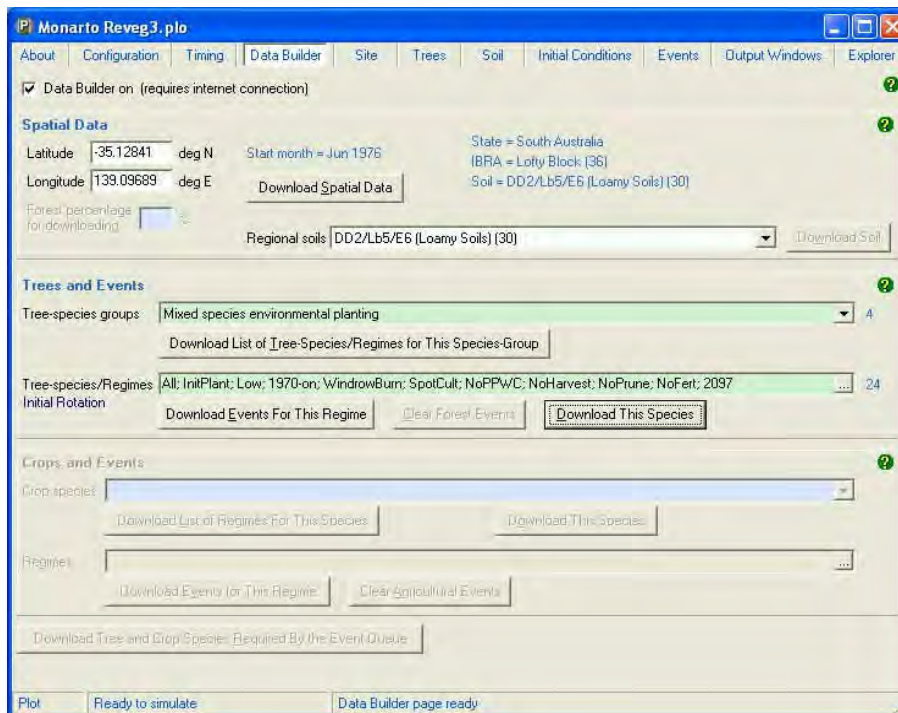 Monarto Reveg3.plo
About Configuration Timing Data Builder Site Trees Soil Initial Conditions Events Output Windows Explorer
Data Builder on (requires internet connection)
Spatial Data
Latitude -35.12841 deg N
Start month = Jun 1976
State = South Australia
IBRA = Lofty Block (36)
Soil = DD2/Lb5/E6 (Loamy Soils) (30)
Longitude 139.09689 deg E
Download Spatial Data
Forest percentage
for downloading %
Regional soils DD2/Lb5/E6 (Loamy Soils) (30)
Download Soil
Trees and Events
Tree-species groups Mixed species environmental planting 4
Download List of Tree-Species/Regimes for This Species-Group
Tree-species/Regimes All; InitPlant; Low; 1970-on; WindrowBurn; SpotCult; NoPPWC; NoHarvest; NoPrune; NoFert; 2097 ... 24
Initial Rotation
Download Events For This Regime Clear Forest Events Download This Species
Crops and Events
Crop species
Download List of Regimes For This Species Download This Species
Regimes ...
Download Events for This Regime Clear Agricultural Events
Download Tree and Crop Species Required By the Event Queue
Plot Ready to simulate Data Builder page ready